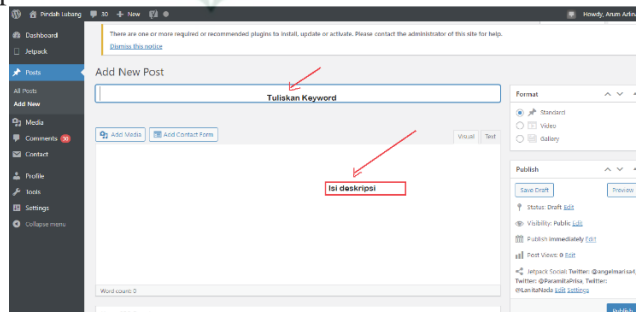 Pindah Lubang 30 + New
Howdy, Arum Arlin
Dashboard
Jetpack
Posts
All Posts
Add New
Media
Comments 30
Contact
Profile
Tools
Settings
Collapse menu
There are one or more required or recommended plugins to install, update or activate. Please contact the administrator of this site for help.
Dismiss this notice
Add New Post
Tuliskan Keyword
Add Media Add Contact Form
Visual Text
Isi deskripsi
Word count: 0
Format
Standard
Video
Gallery
Publish
Save Draft Preview
Status: Draft Edit
Visibility: Public Edit
Publish immediately Edit
Post Views: 0 Edit
Jetpack Social: Twitter: @angelmarisa1,
Twitter: @ParamitaPrisa, Twitter:
@LanitaNada Edit Settings
Publish